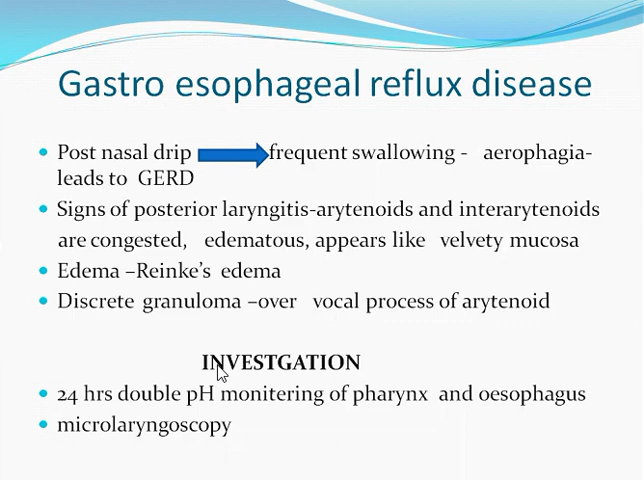 Gastro esophageal reflux disease
• Post nasal drip frequent swallowing - aerophagia-
leads to GERD
• Signs of posterior laryngitis-arytenoids and interarytenoids
are congested, edematous, appears like velvety mucosa
• Edema –Reinke's edema
• Discrete granuloma –over vocal process of arytenoid
INVESTGATION
• 24 hrs double pH monitering of pharynx and oesophagus
• microlaryngoscopy